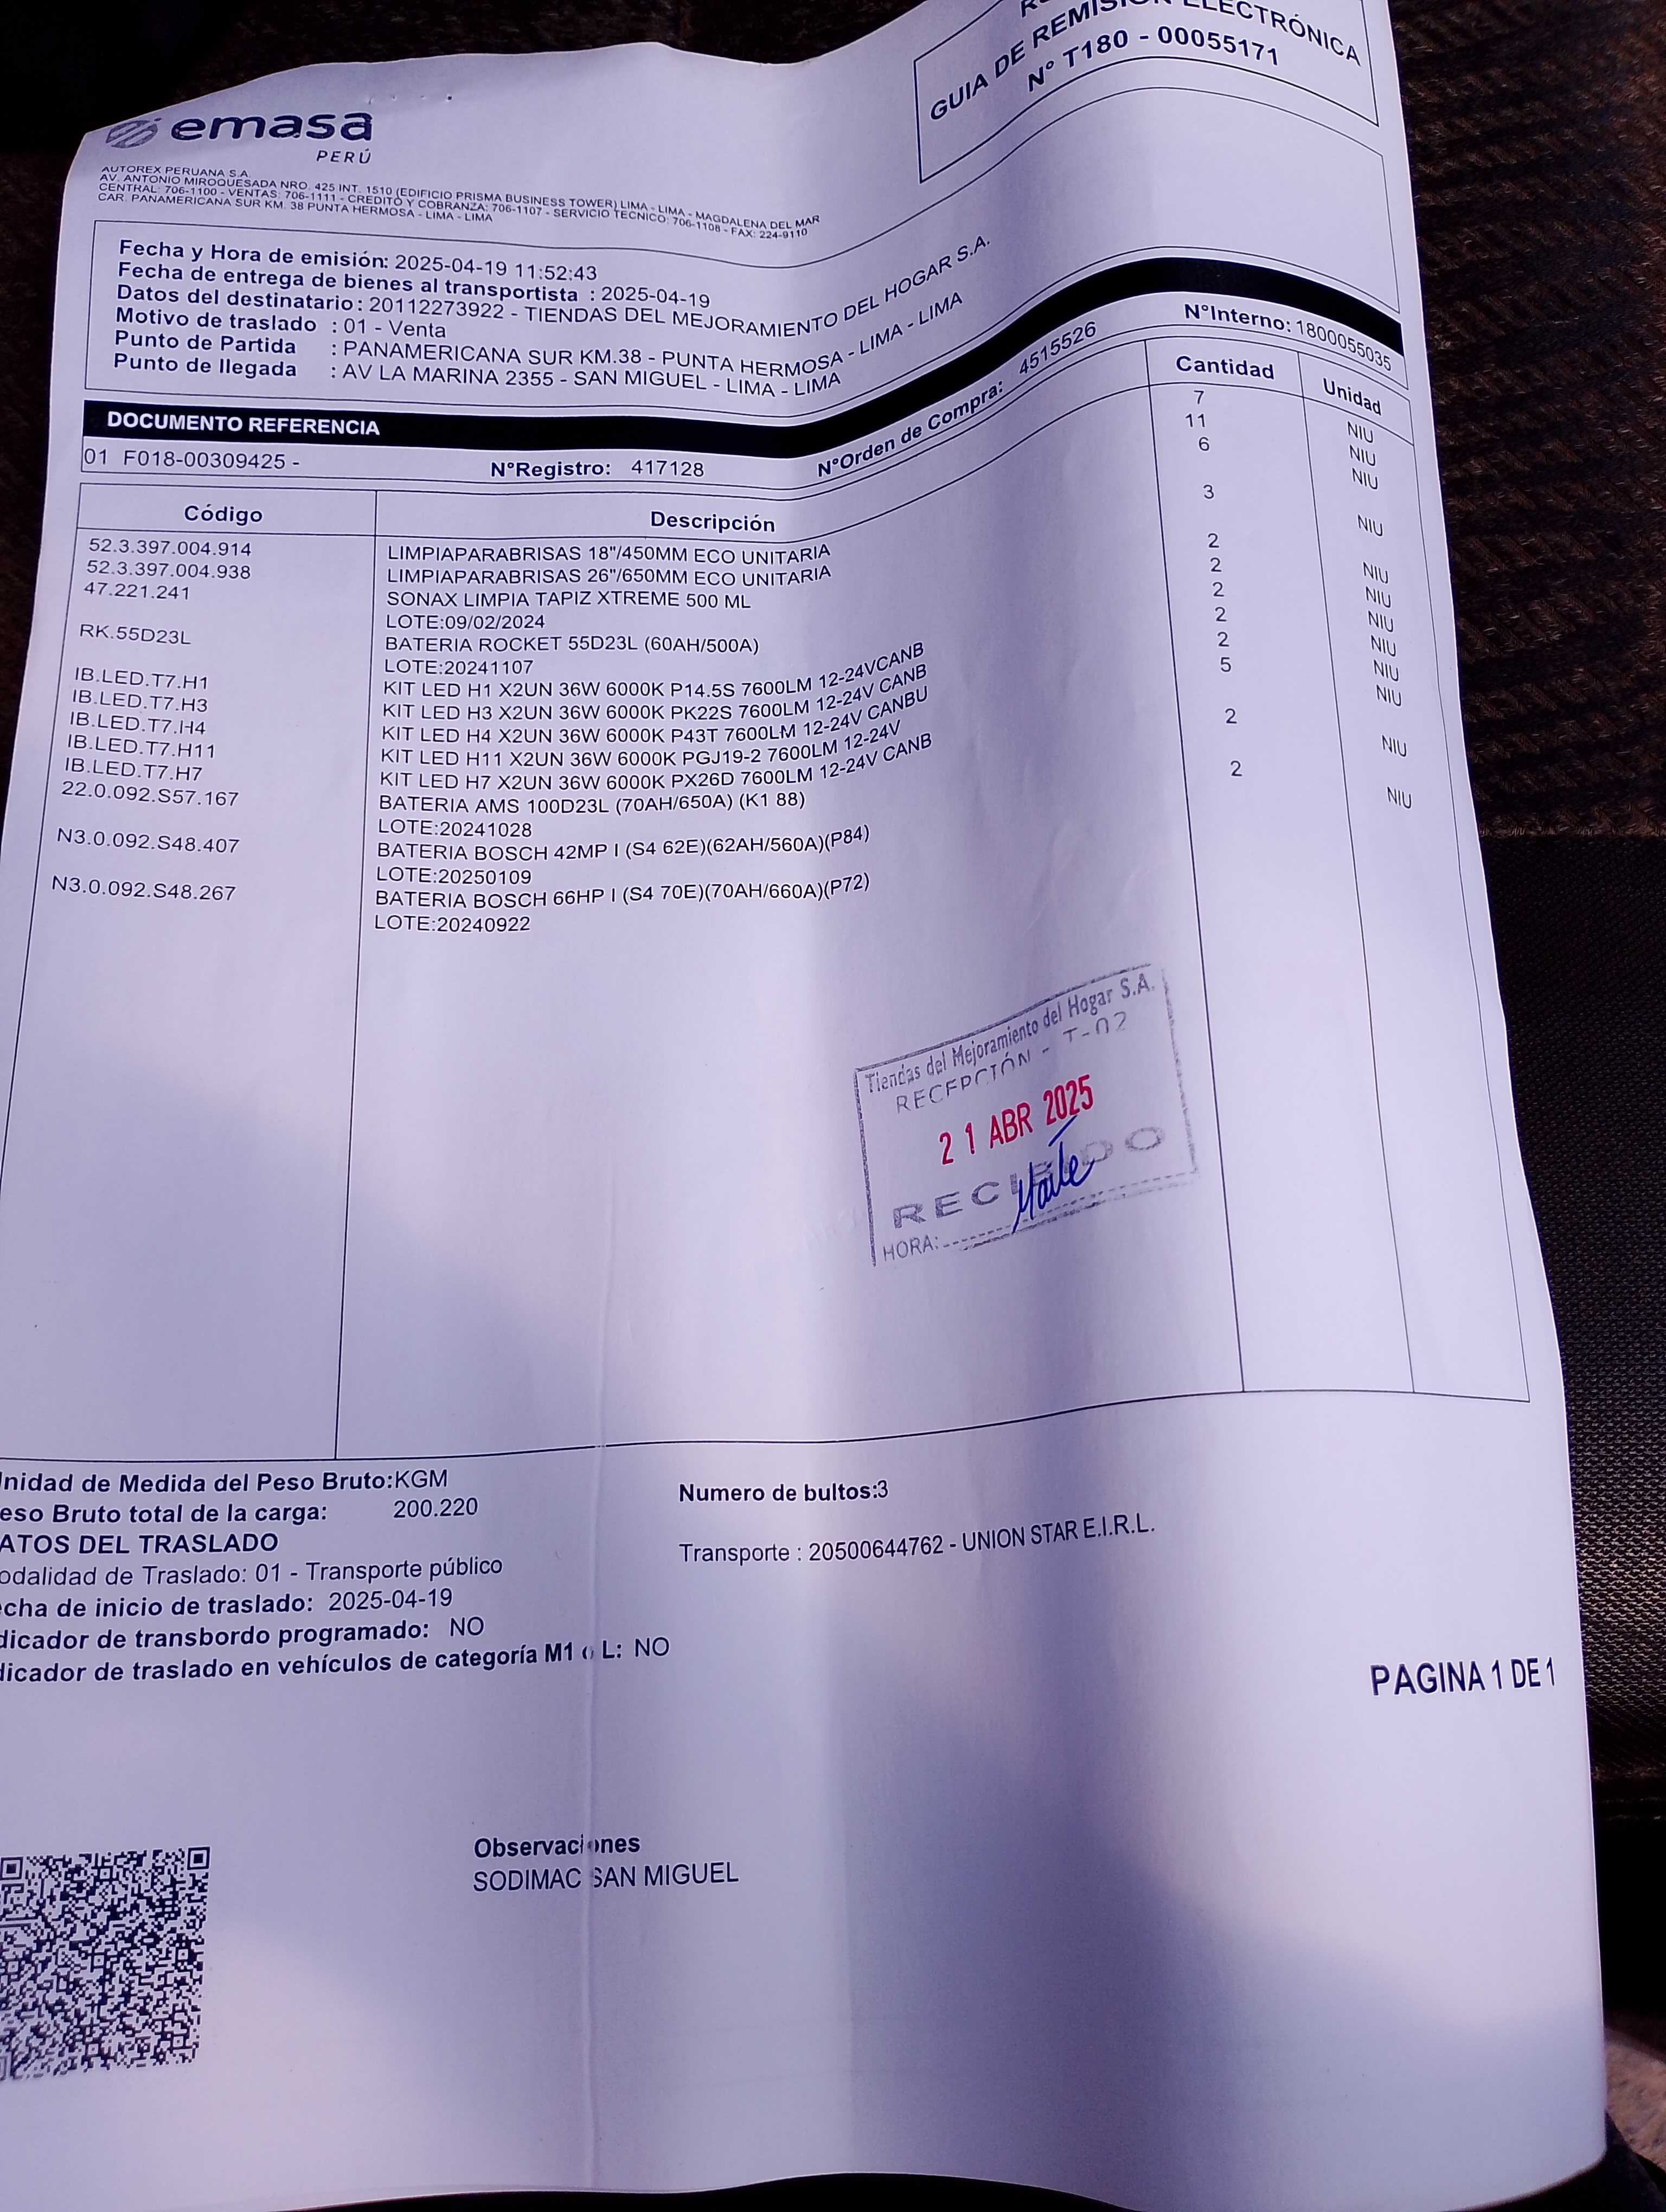 GUIA DE REMISIÓN ELECTRÓNICA
N° T180 - 00055171
emasa
PERÚ
AUTOREX PERUANA S.A.
AV. ANTONIO MIROQUESADA NRO. 425 INT. 1510 (EDIFICIO PRISMA BUSINESS TOWER) LIMA - LIMA - MAGDALENA DEL MAR
CENTRAL: 706-1100 - VENTAS: 706-1111 - CREDITO Y COBRANZA: 706-1107 - SERVICIO TECNICO: 706-1108 - FAX: 224-9110
CAR. PANAMERICANA SUR KM. 38 PUNTA HERMOSA - LIMA - LIMA
Fecha y Hora de emisión: 2025-04-19 11:52:43
Fecha de entrega de bienes al transportista : 2025-04-19
Datos del destinatario : 20112273922 - TIENDAS DEL MEJORAMIENTO DEL HOGAR S.A.
Motivo de traslado : 01 - Venta
Punto de Partida : PANAMERICANA SUR KM.38 - PUNTA HERMOSA - LIMA - LIMA
Punto de llegada : AV LA MARINA 2355 - SAN MIGUEL - LIMA - LIMA
DOCUMENTO REFERENCIA
01 F018-00309425 - N°Registro: 417128 N°Orden de Compra: 4515526 N°Interno: 1800055035
Código Descripción Cantidad Unidad
52.3.397.004.914 LIMPIAPARABRISAS 18"/450MM ECO UNITARIA 7 NIU
52.3.397.004.938 LIMPIAPARABRISAS 26"/650MM ECO UNITARIA 11 NIU
47.221.241 SONAX LIMPIA TAPIZ XTREME 500 ML 6 NIU
LOTE:09/02/2024
RK.55D23L BATERIA ROCKET 55D23L (60AH/500A) 3 NIU
LOTE:20241107
IB.LED.T7.H1 KIT LED H1 X2UN 36W 6000K P14.5S 7600LM 12-24VCANB 2 NIU
IB.LED.T7.H3 KIT LED H3 X2UN 36W 6000K PK22S 7600LM 12-24V CANB 2 NIU
IB.LED.T7.H4 KIT LED H4 X2UN 36W 6000K P43T 7600LM 12-24V CANBU 2 NIU
IB.LED.T7.H11 KIT LED H11 X2UN 36W 6000K PGJ19-2 7600LM 12-24V 2 NIU
IB.LED.T7.H7 KIT LED H7 X2UN 36W 6000K PX26D 7600LM 12-24V CANB 2 NIU
22.0.092.S57.167 BATERIA AMS 100D23L (70AH/650A) (K1 88) 5 NIU
LOTE:20241028
N3.0.092.S48.407 BATERIA BOSCH 42MP I (S4 62E)(62AH/560A)(P84) 2 NIU
LOTE:20250109
N3.0.092.S48.267 BATERIA BOSCH 66HP I (S4 70E)(70AH/660A)(P72) 2 NIU
LOTE:20240922
Tiendas del Mejoramiento del Hogar S.A.
RECEPCIÓN - T-02
21 ABR 2025
RECIBIDO
HORA:
nidad de Medida del Peso Bruto:KGM
eso Bruto total de la carga: 200.220
Numero de bultos:3
ATOS DEL TRASLADO
odalidad de Traslado: 01 - Transporte público
Transporte : 20500644762 - UNION STAR E.I.R.L.
cha de inicio de traslado: 2025-04-19
dicador de transbordo programado: NO
dicador de traslado en vehículos de categoría M1 o L: NO
PAGINA 1 DE 1
Observaciones
SODIMAC SAN MIGUEL